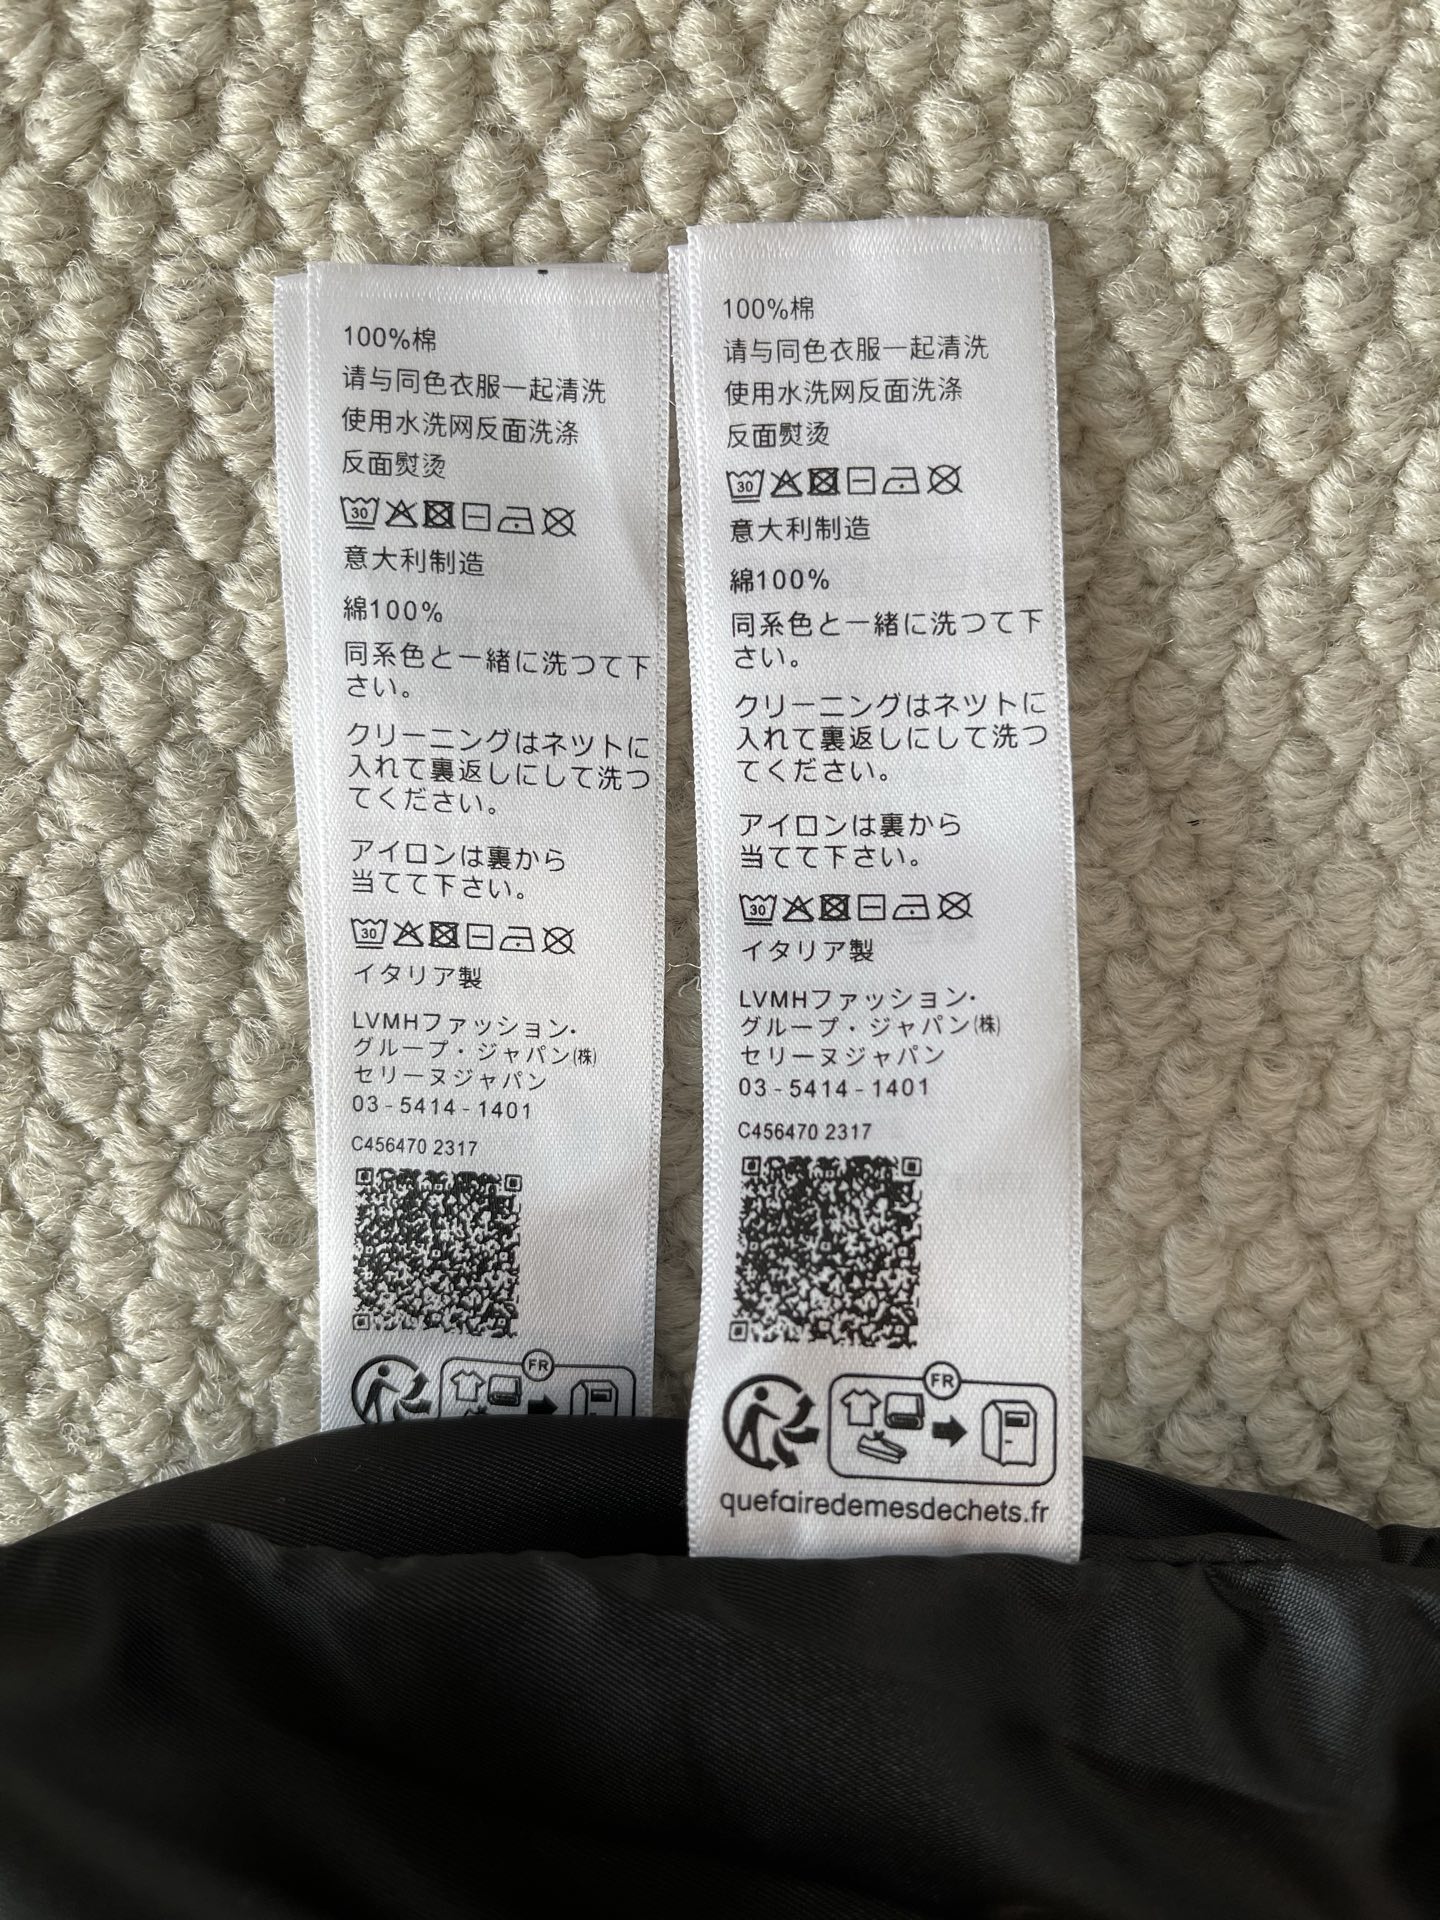 100%棉
请与同色衣服一起清洗
使用水洗网反面洗涤
反面熨烫
30
意大利制造
綿100%
同系色と一緒に洗つて下
さい。
クリーニングはネツトに
入れて裏返しにして洗つ
てください。
アイロンは裏から
当てて下さい。
30
イタリア製
LVMHファッション・
グループ・ジャパン㈱
セリーヌジャパン
03-5414-1401
C456470 2317
FR
100%棉
请与同色衣服一起清洗
使用水洗网反面洗涤
反面熨烫
30
意大利制造
綿100%
同系色と一緒に洗つて下
さい。
クリーニングはネツトに
入れて裏返しにして洗つ
てください。
アイロンは裏から
当てて下さい。
30
イタリア製
LVMHファッション・
グループ・ジャパン㈱
セリーヌジャパン
03-5414-1401
C456470 2317
FR
quefairedemesdechets.fr